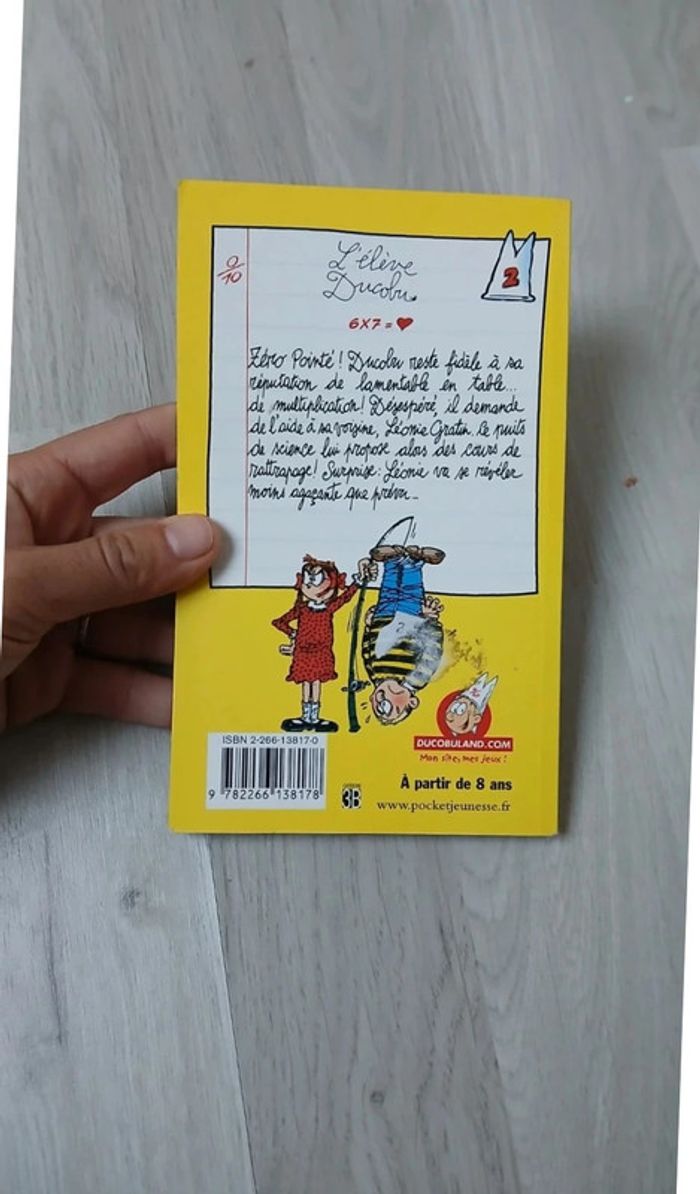 0/10
L'élève
Ducobu
2
6x7=♥
Zéro Pointé! Ducobu reste fidèle à sa
réputation de lamentable en table...
de multiplication! Désespéré, il demande
de l'aide à sa voisine, Léonie Gratin. Ce puits
de science lui propose alors des cours de
rattrapage! Surprise: Léonie va se révéler
moins agaçante que prévu...
ISBN 2-266-13817-0
9 782266 138178
3B
DUCOBULAND.COM
Mon site, mes jeux!
À partir de 8 ans
www.pocketjeunesse.fr